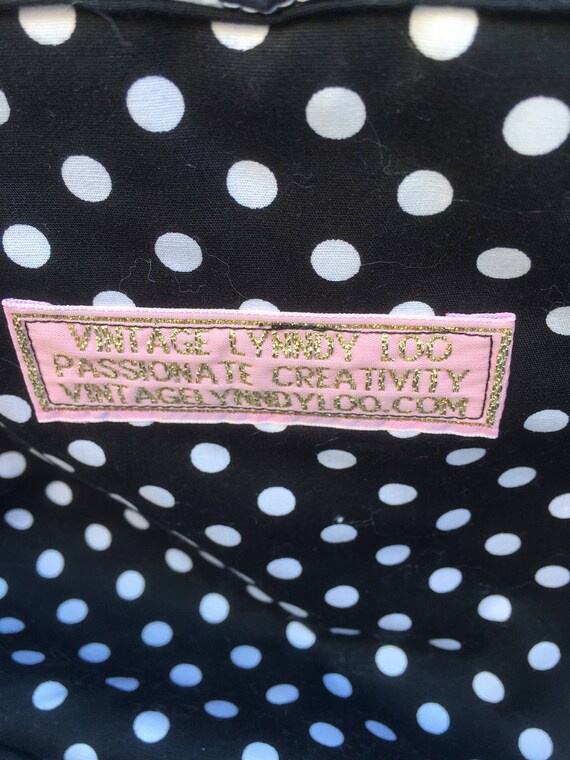 VINTAGE LYNNDY LOO
PASSIONATE CREATIVITY
VINTAGELYNNDYLOO.COM